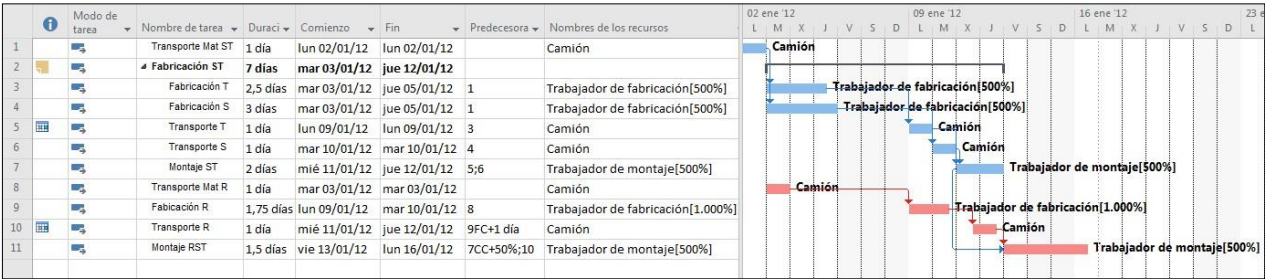 Modo de tarea Nombre de tarea Duraci Comienzo Fin Predecesora Nombres de los recursos
02 ene '12 09 ene '12 16 ene '12 23 e
L M X J V S D L M X J V S D L M X J V S D L
1 Transporte Mat ST 1 día lun 02/01/12 lun 02/01/12 Camión Camión
2 Fabricación ST 7 días mar 03/01/12 jue 12/01/12
3 Fabricación T 2,5 días mar 03/01/12 jue 05/01/12 1 Trabajador de fabricación[500%] Trabajador de fabricación[500%]
4 Fabricación S 3 días mar 03/01/12 jue 05/01/12 1 Trabajador de fabricación[500%] Trabajador de fabricación[500%]
5 Transporte T 1 día lun 09/01/12 lun 09/01/12 3 Camión Camión
6 Transporte S 1 día mar 10/01/12 mar 10/01/12 4 Camión Camión
7 Montaje ST 2 días mié 11/01/12 jue 12/01/12 5;6 Trabajador de montaje[500%] Trabajador de montaje[500%]
8 Transporte Mat R 1 día mar 03/01/12 mar 03/01/12 Camión Camión
9 Fabicación R 1,75 días lun 09/01/12 mar 10/01/12 8 Trabajador de fabricación[1.000%] Trabajador de fabricación[1.000%]
10 Transporte R 1 día mié 11/01/12 jue 12/01/12 9FC+1 día Camión Camión
11 Montaje RST 1,5 días vie 13/01/12 lun 16/01/12 7CC+50%;10 Trabajador de montaje[500%] Trabajador de montaje[500%]